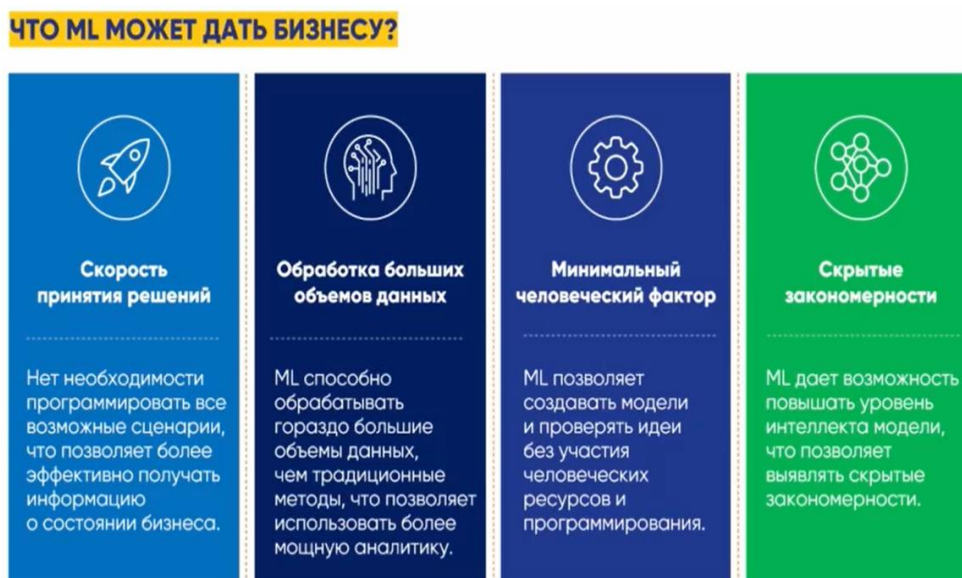 ЧТО ML МОЖЕТ ДАТЬ БИЗНЕСУ?
Скорость
принятия решений
Нет необходимости
программировать все
возможные сценарии,
что позволяет более
эффективно получать
информацию
о состоянии бизнеса.
Обработка больших
объемов данных
ML способно
обрабатывать
гораздо большие
объемы данных,
чем традиционные
методы, что позволяет
использовать более
мощную аналитику.
Минимальный
человеческий фактор
ML позволяет
создавать модели
и проверять идеи
без участия
человеческих
ресурсов и
программирования.
Скрытые
закономерности
ML дает возможность
повышать уровень
интеллекта модели,
что позволяет
выявлять скрытые
закономерности.